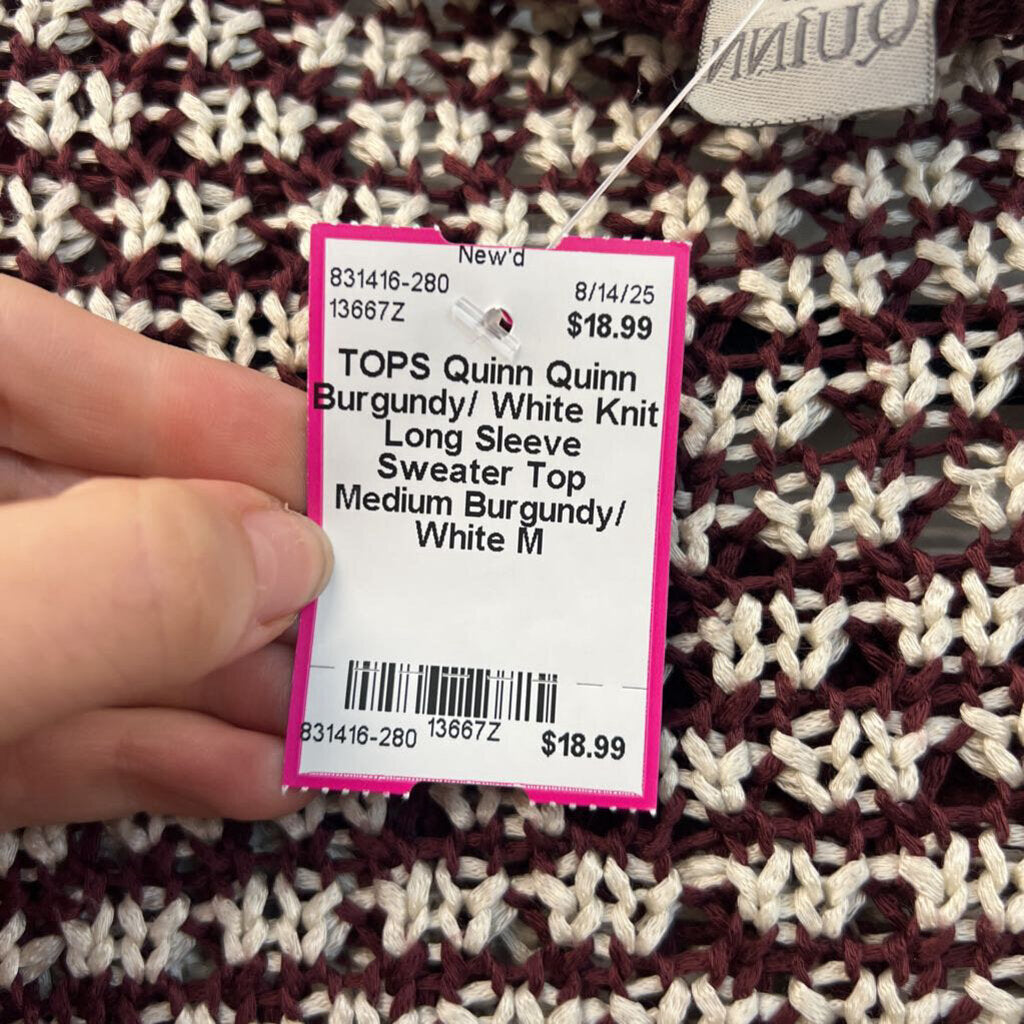 QUINN
New'd
831416-280
8/14/25
13667Z
$18.99
TOPS Quinn Quinn
Burgundy/ White Knit
Long Sleeve
Sweater Top
Medium Burgundy/
White M
831416-280 13667Z $18.99